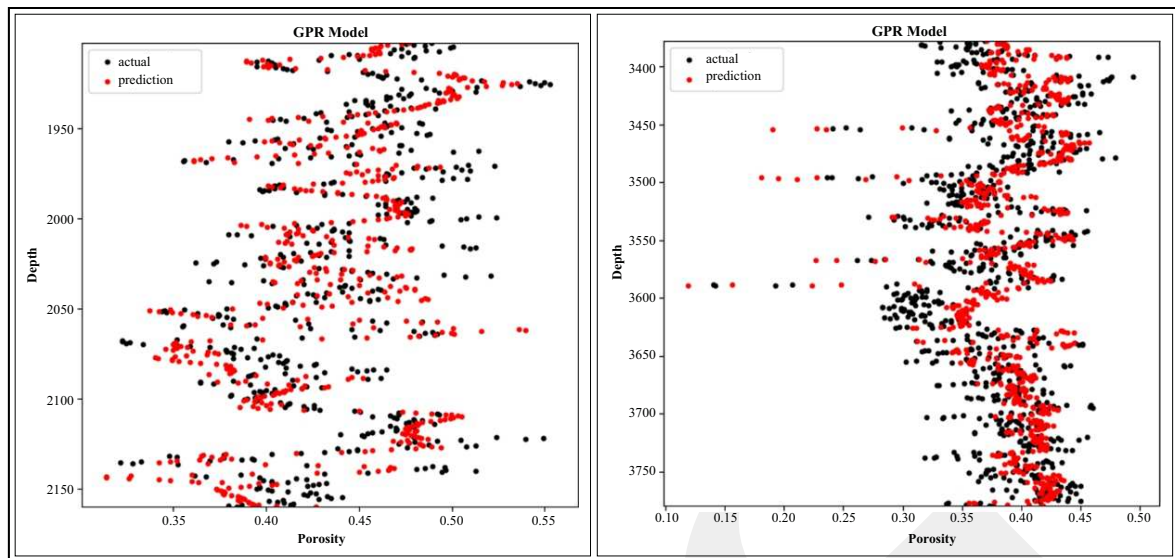 GPR Model
actual
prediction
Depth
1950
2000
2050
2100
2150
0.35 0.40 0.45 0.50 0.55
Porosity
GPR Model
actual
prediction
Depth
3400
3450
3500
3550
3600
3650
3700
3750
0.10 0.15 0.20 0.25 0.30 0.35 0.40 0.45 0.50
Porosity